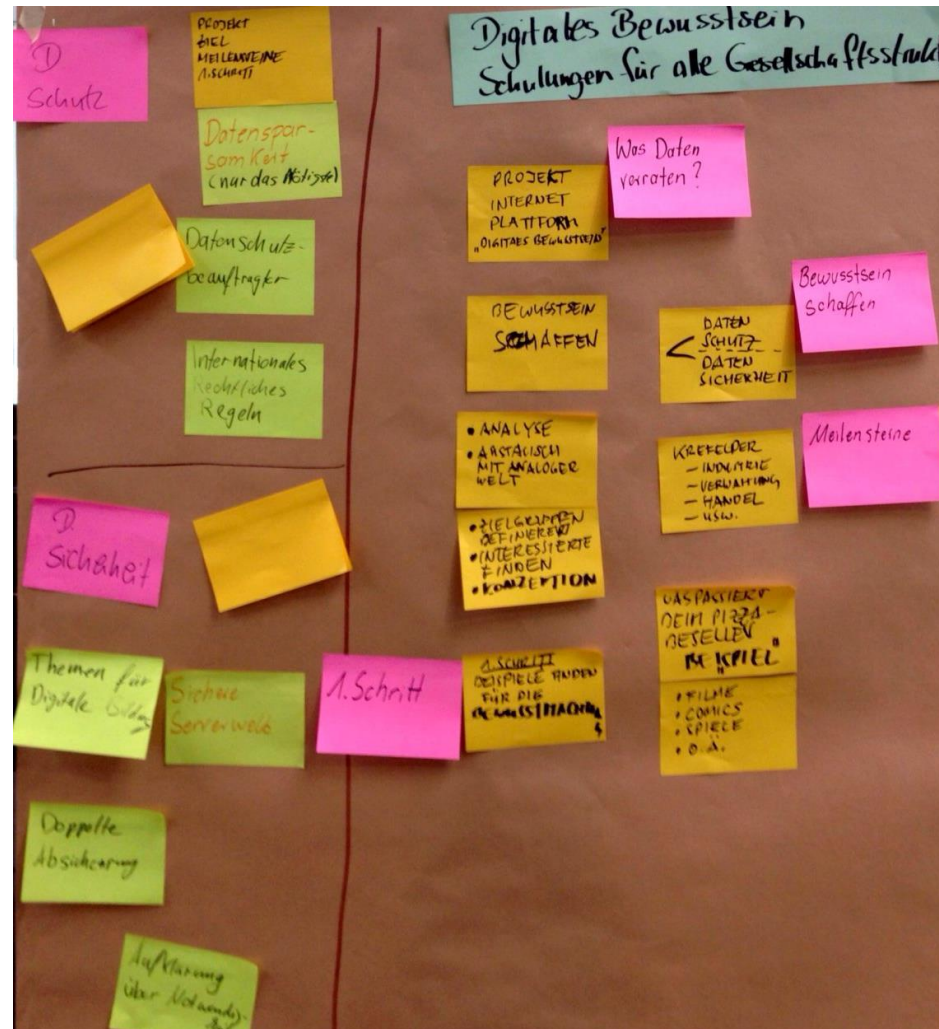 D
Schutz
PROJEKT
ZIEL
MEILENSTEINE
1. SCHRITT
Datenspar-
samkeit
(nur das Nötigste)
Datenschutz-
beauftragter
Internationales
Rechtliches
Regeln
D.
Sicherheit
Themen für
Digitale Bildung
Sichere
Serverwelt
Doppelte
Absicherung
Aufklärung
über Notwendig-
Digitales Bewusstsein
Schulungen für alle Gesellschaftsstrukt
Was Daten
verraten?
PROJEKT
INTERNET
PLATTFORM
„DIGITALES BEWUSSTSEIN"
BEWUSSTSEIN
SCHAFFEN
Bewusstsein
schaffen
DATEN
SCHUTZ
DATEN
SICHERHEIT
• ANALYSE
• ABGLEICH
MIT ANALOGER
WELT
• ZIELGRUPPEN
DEFINIEREN
• INTERESSIERTE
FINDEN
• KONZEPTION
KREFELDER
– INDUSTRIE
– VERWALTUNG
– HANDEL
– USW.
Meilensteine
1. Schritt
1. SCHRITT
BEISPIELE FINDEN
FÜR DIE
BEWUSSTMACHUNG
WAS PASSIERT
BEIM PIZZA-
BESTELLEN
„BEISPIEL"
• FILME
• COMICS
• SPIELE
• O.Ä.